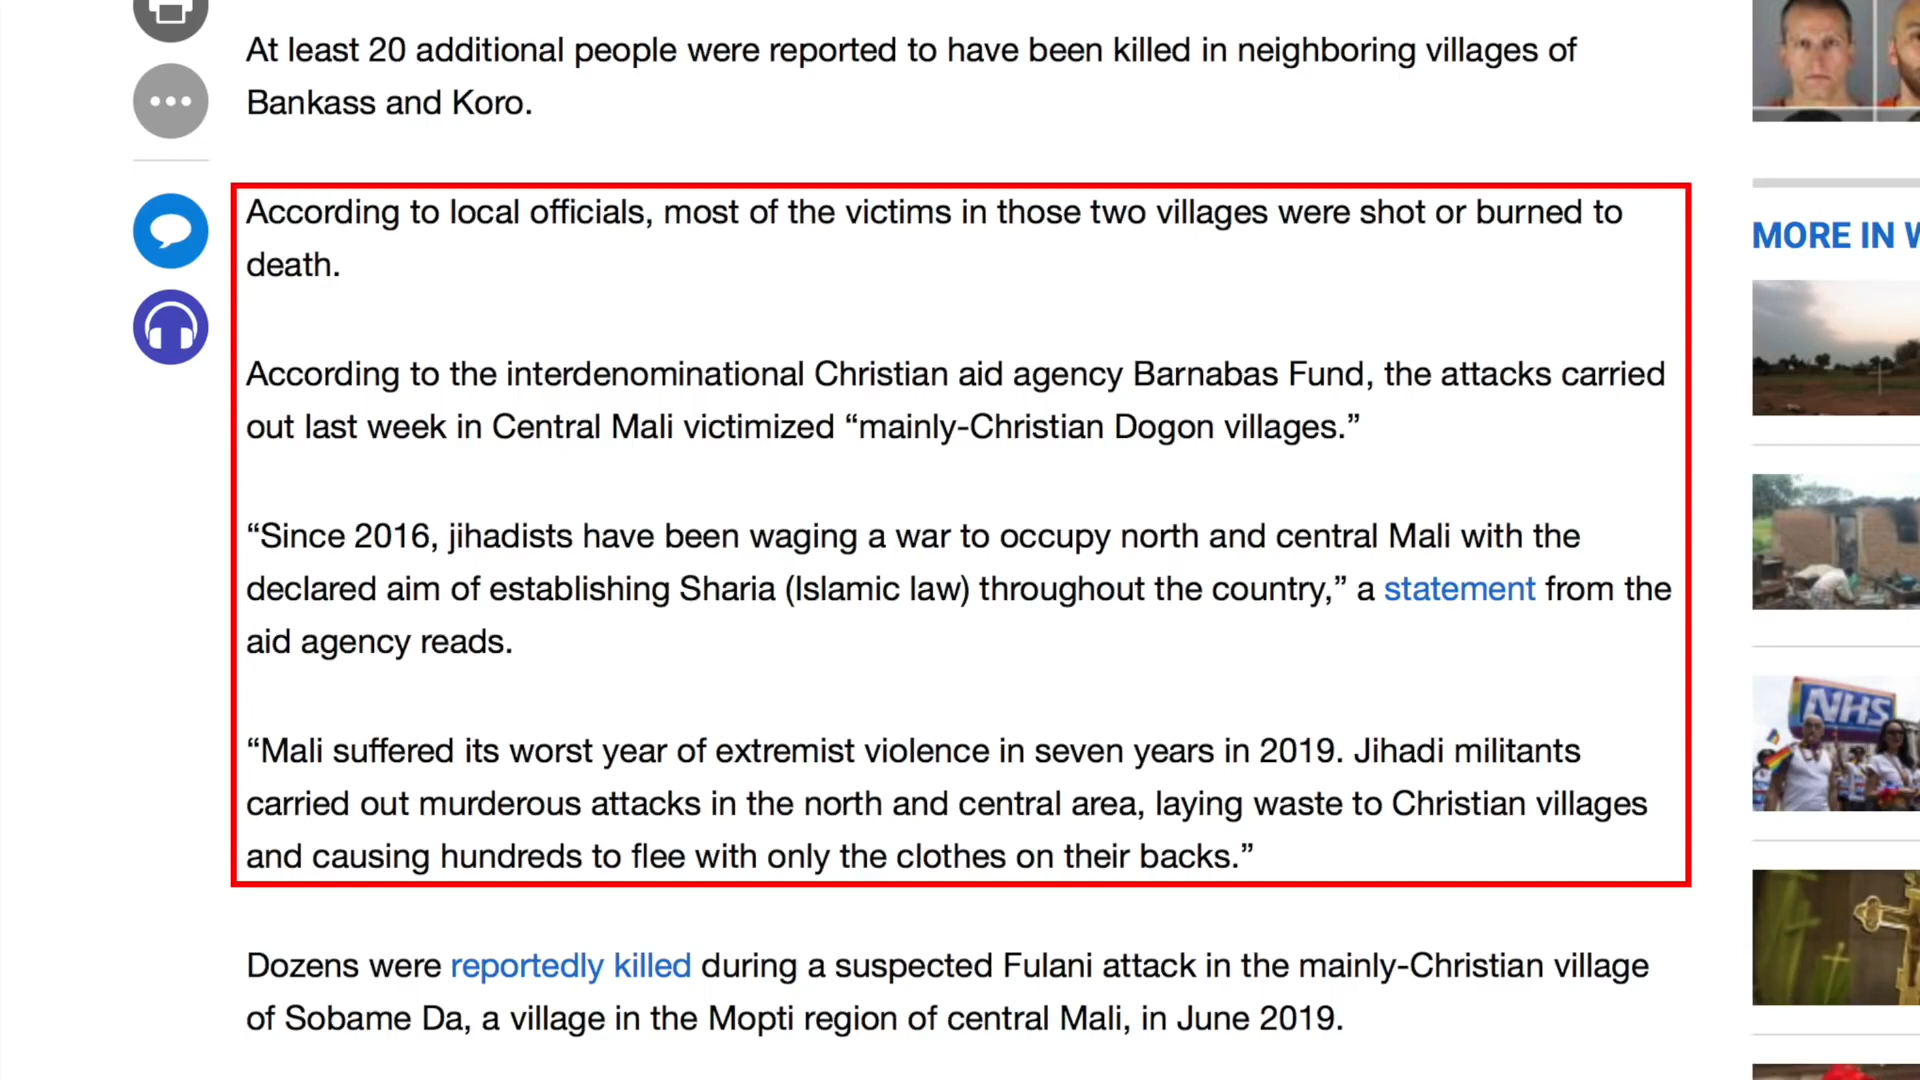 At least 20 additional people were reported to have been killed in neighboring villages of
Bankass and Koro.
According to local officials, most of the victims in those two villages were shot or burned to
death.
According to the interdenominational Christian aid agency Barnabas Fund, the attacks carried
out last week in Central Mali victimized “mainly-Christian Dogon villages.”
“Since 2016, jihadists have been waging a war to occupy north and central Mali with the
declared aim of establishing Sharia (Islamic law) throughout the country,” a statement from the
aid agency reads.
“Mali suffered its worst year of extremist violence in seven years in 2019. Jihadi militants
carried out murderous attacks in the north and central area, laying waste to Christian villages
and causing hundreds to flee with only the clothes on their backs.”
Dozens were reportedly killed during a suspected Fulani attack in the mainly-Christian village
of Sobame Da, a village in the Mopti region of central Mali, in June 2019.
MORE IN
NHS